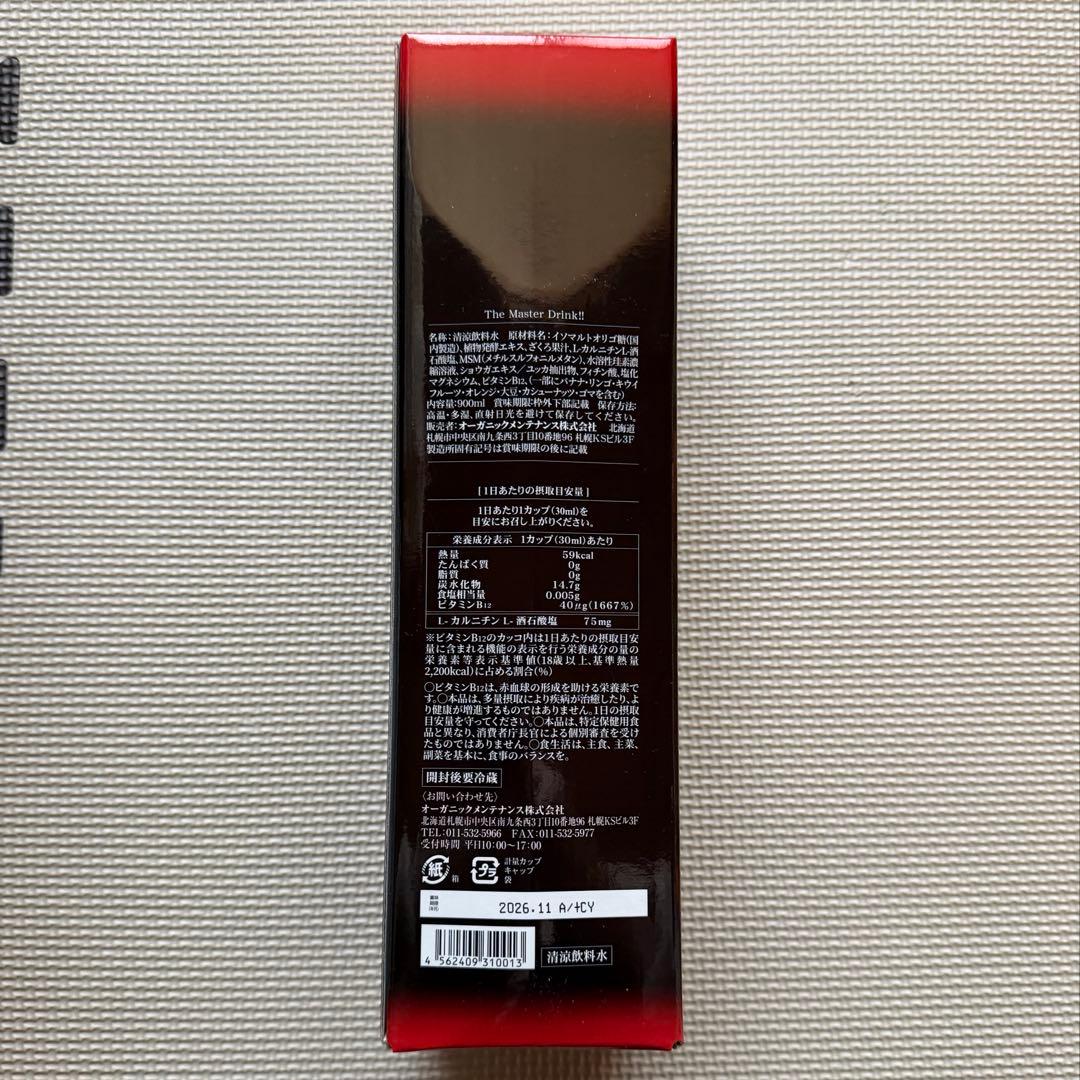 The Master Drink!!
名称:清涼飲料水　原材料名:イソマルトオリゴ糖(国
内製造)、植物発酵エキス、ざくろ果汁、L-カルニチンL-酒
石酸塩、MSM(メチルスルフォニルメタン)、水溶性珪素濃
縮溶液、ショウガエキス／ユッカ抽出物、フィチン酸、塩化
マグネシウム、ビタミンB12、(一部にバナナ・リンゴ・キウイ
フルーツ・オレンジ・大豆・カシューナッツ・ゴマを含む)
内容量:900ml　賞味期限:枠外下部記載　保存方法:
高温・多湿、直射日光を避けて保存してください。
販売者:オーガニックメンテナンス株式会社　北海道
札幌市中央区南九条西3丁目10番地96 札幌KSビル3F
製造所固有記号は賞味期限の後に記載
[1日あたりの摂取目安量]
1日あたり1カップ(30ml)を
目安にお召し上がりください。
栄養成分表示　1カップ(30ml)あたり
熱量　59kcal
たんぱく質　0g
脂質　0g
炭水化物　14.7g
食塩相当量　0.005g
ビタミンB12　40μg(1667%)
L-カルニチン L-酒石酸塩　75mg
※ビタミンB12のカッコ内は1日あたりの摂取目安
量に含まれる機能の表示を行う栄養成分の量の
栄養素等表示基準値(18歳以上、基準熱量
2,200kcal)に占める割合(%)
○ビタミンB12は、赤血球の形成を助ける栄養素で
す。○本品は、多量摂取により疾病が治癒したり、よ
り健康が増進するものではありません。1日の摂取
目安量を守ってください。○本品は、特定保健用食
品と異なり、消費者庁長官による個別審査を受け
たものではありません。○食生活は、主食、主菜、
副菜を基本に、食事のバランスを。
開封後要冷蔵
〈お問い合わせ先〉
オーガニックメンテナンス株式会社
北海道札幌市中央区南九条西3丁目10番地96 札幌KSビル3F
TEL:011-532-5966　FAX:011-532-5977
受付時間 平日10:00～17:00
紙 箱 プラ 計量カップ
キャップ
袋
賞味
期限
2026.11 A/+CY
4 562409 310013
清涼飲料水